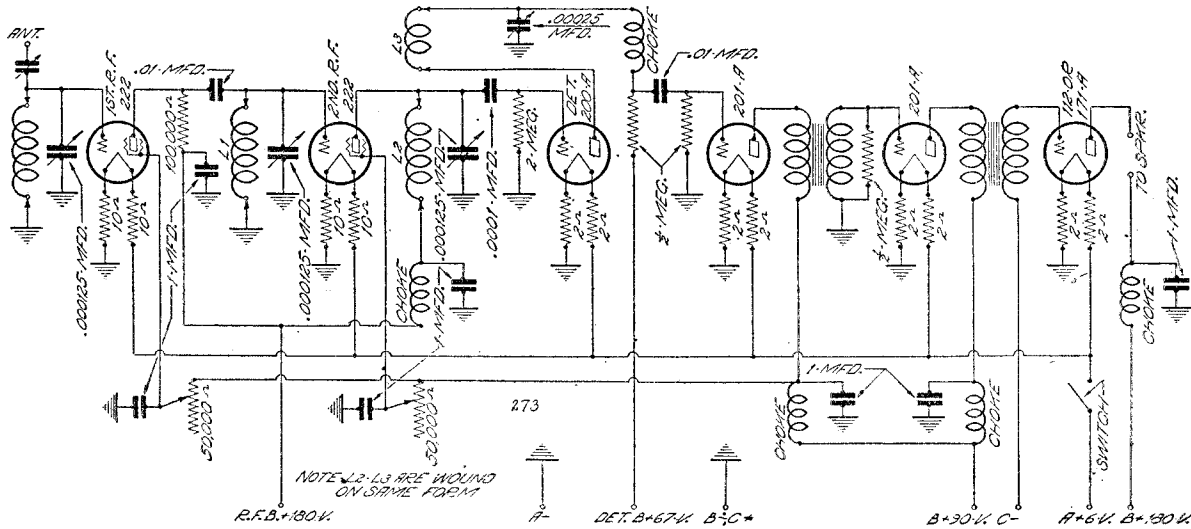 ANT.
1ST. R.F.
222
.01-MFD.
100,000Ω
.000125-MFD.
10Ω
10Ω
1-MFD.
L1
2ND. R.F.
222
.000125-MFD.
10Ω
10Ω
L3
.00025
MFD.
CHOKE
.01-MFD.
L2
.000125-MFD.
.0001-MFD.
2-MEG.
DET.
200-A
2Ω
2Ω
CHOKE
1-MFD.
½-MEG.
201-A
2Ω
2Ω
½-MEG.
201-A
2Ω
2Ω
112-OR
171-A
2Ω
2Ω
TO SPKR.
CHOKE
1-MFD.
50,000Ω
50,000Ω
273
1-MFD.
CHOKE
CHOKE
SWITCH
NOTE-L2-L3 ARE WOUND
ON SAME FORM
R.F.B.+180-V.
A-
DET. B+67-V.
B-C+
B+90-V.
C-
A+6V.
B+180-V.